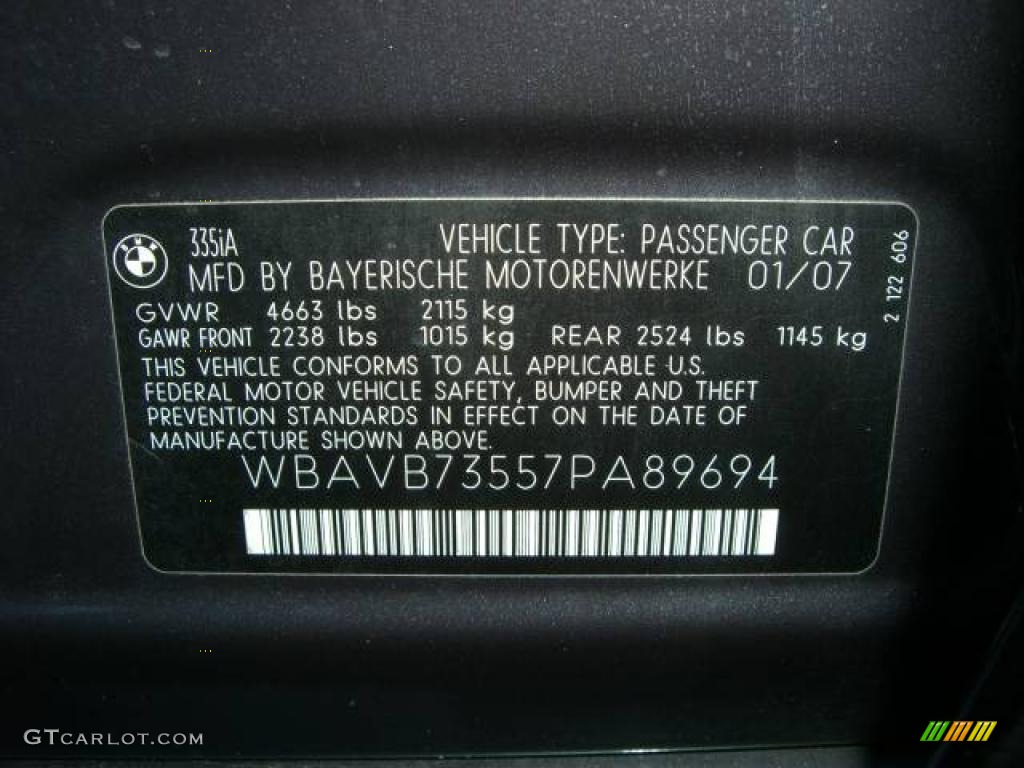 BMW
335iA VEHICLE TYPE: PASSENGER CAR
MFD BY BAYERISCHE MOTORENWERKE 01/07
GVWR 4663 lbs 2115 kg
GAWR FRONT 2238 lbs 1015 kg REAR 2524 lbs 1145 kg
THIS VEHICLE CONFORMS TO ALL APPLICABLE U.S.
FEDERAL MOTOR VEHICLE SAFETY, BUMPER AND THEFT
PREVENTION STANDARDS IN EFFECT ON THE DATE OF
MANUFACTURE SHOWN ABOVE.
WBAVB73557PA89694
2 122 606
GTCARLOT.COM